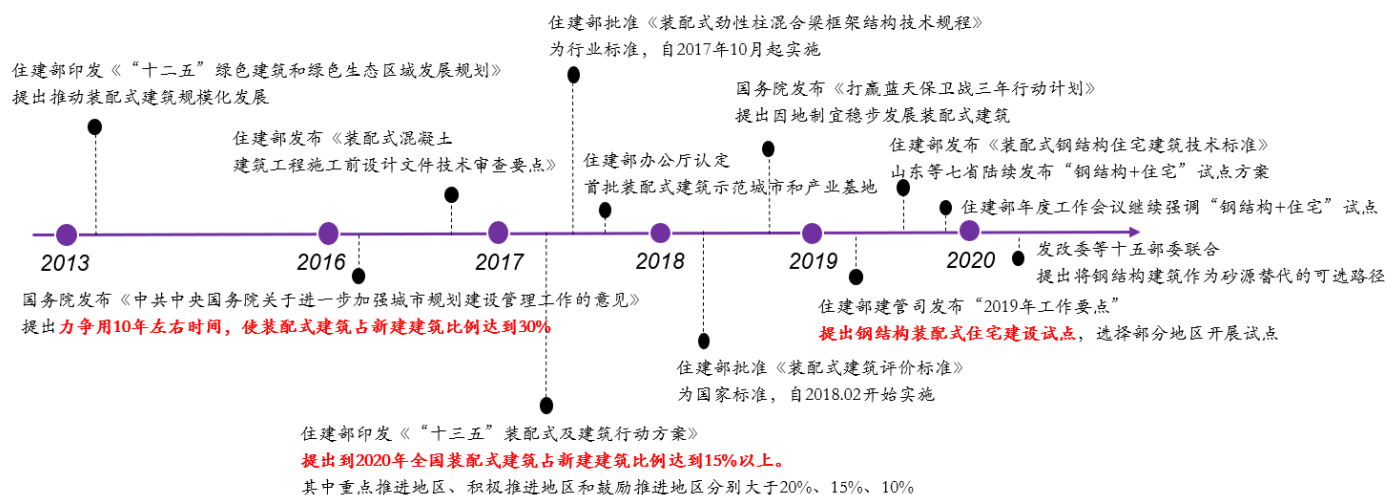 住建部批准《装配式劲性柱混合梁框架结构技术规程》
为行业标准，自2017年10月起实施
住建部印发《“十二五”绿色建筑和绿色生态区域发展规划》
提出推动装配式建筑规模化发展
国务院发布《打赢蓝天保卫战三年行动计划》
提出因地制宜稳步发展装配式建筑
住建部发布《装配式混凝土
建筑工程施工前设计文件技术审查要点》
住建部办公厅认定
首批装配式建筑示范城市和产业基地
住建部发布《装配式钢结构住宅建筑技术标准》
山东等七省陆续发布“钢结构+住宅”试点方案
住建部年度工作会议继续强调“钢结构+住宅”试点
2013
2016
2017
2018
2019
2020
发改委等十五部委联合
提出将钢结构建筑作为砂源替代的可选路径
国务院发布《中共中央国务院关于进一步加强城市规划建设管理工作的意见》
提出力争用10年左右时间，使装配式建筑占新建建筑比例达到30%
住建部建管司发布“2019年工作要点”
提出钢结构装配式住宅建设试点，选择部分地区开展试点
住建部批准《装配式建筑评价标准》
为国家标准，自2018.02开始实施
住建部印发《“十三五”装配式及建筑行动方案》
提出到2020年全国装配式建筑占新建建筑比例达到15%以上。
其中重点推进地区、积极推进地区和鼓励推进地区分别大于20%、15%、10%